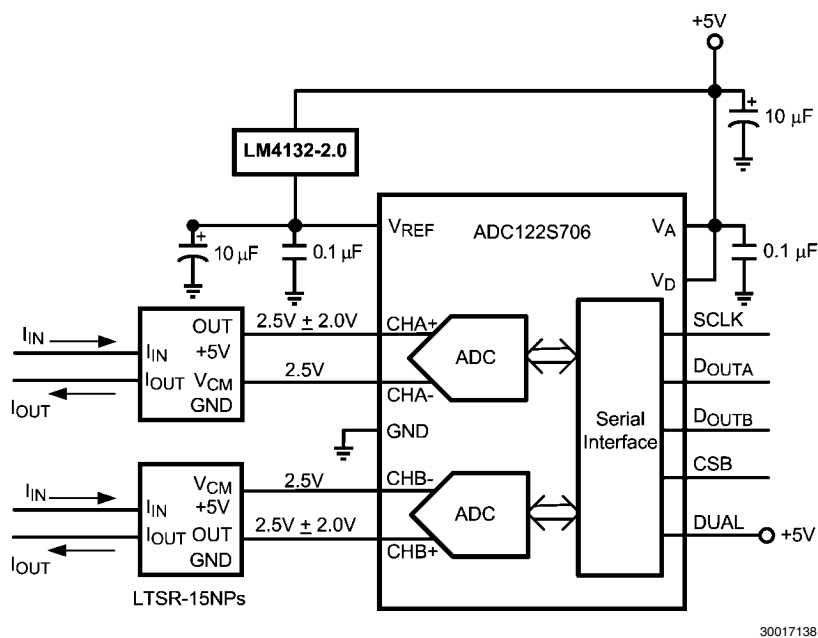 +5V
+
10 µF
LM4132-2.0
+
10 µF
0.1 µF
VREF
ADC122S706
VA
0.1 µF
VD
IIN
IOUT
OUT
IIN +5V
IOUT VCM
GND
2.5V ± 2.0V
2.5V
CHA+
CHA-
ADC
GND
SCLK
DOUTA
DOUTB
CSB
DUAL
+5V
Serial
Interface
IIN
IOUT
VCM
IIN +5V
IOUT OUT
GND
2.5V
2.5V ± 2.0V
CHB-
CHB+
ADC
LTSR-15NPs
30017138